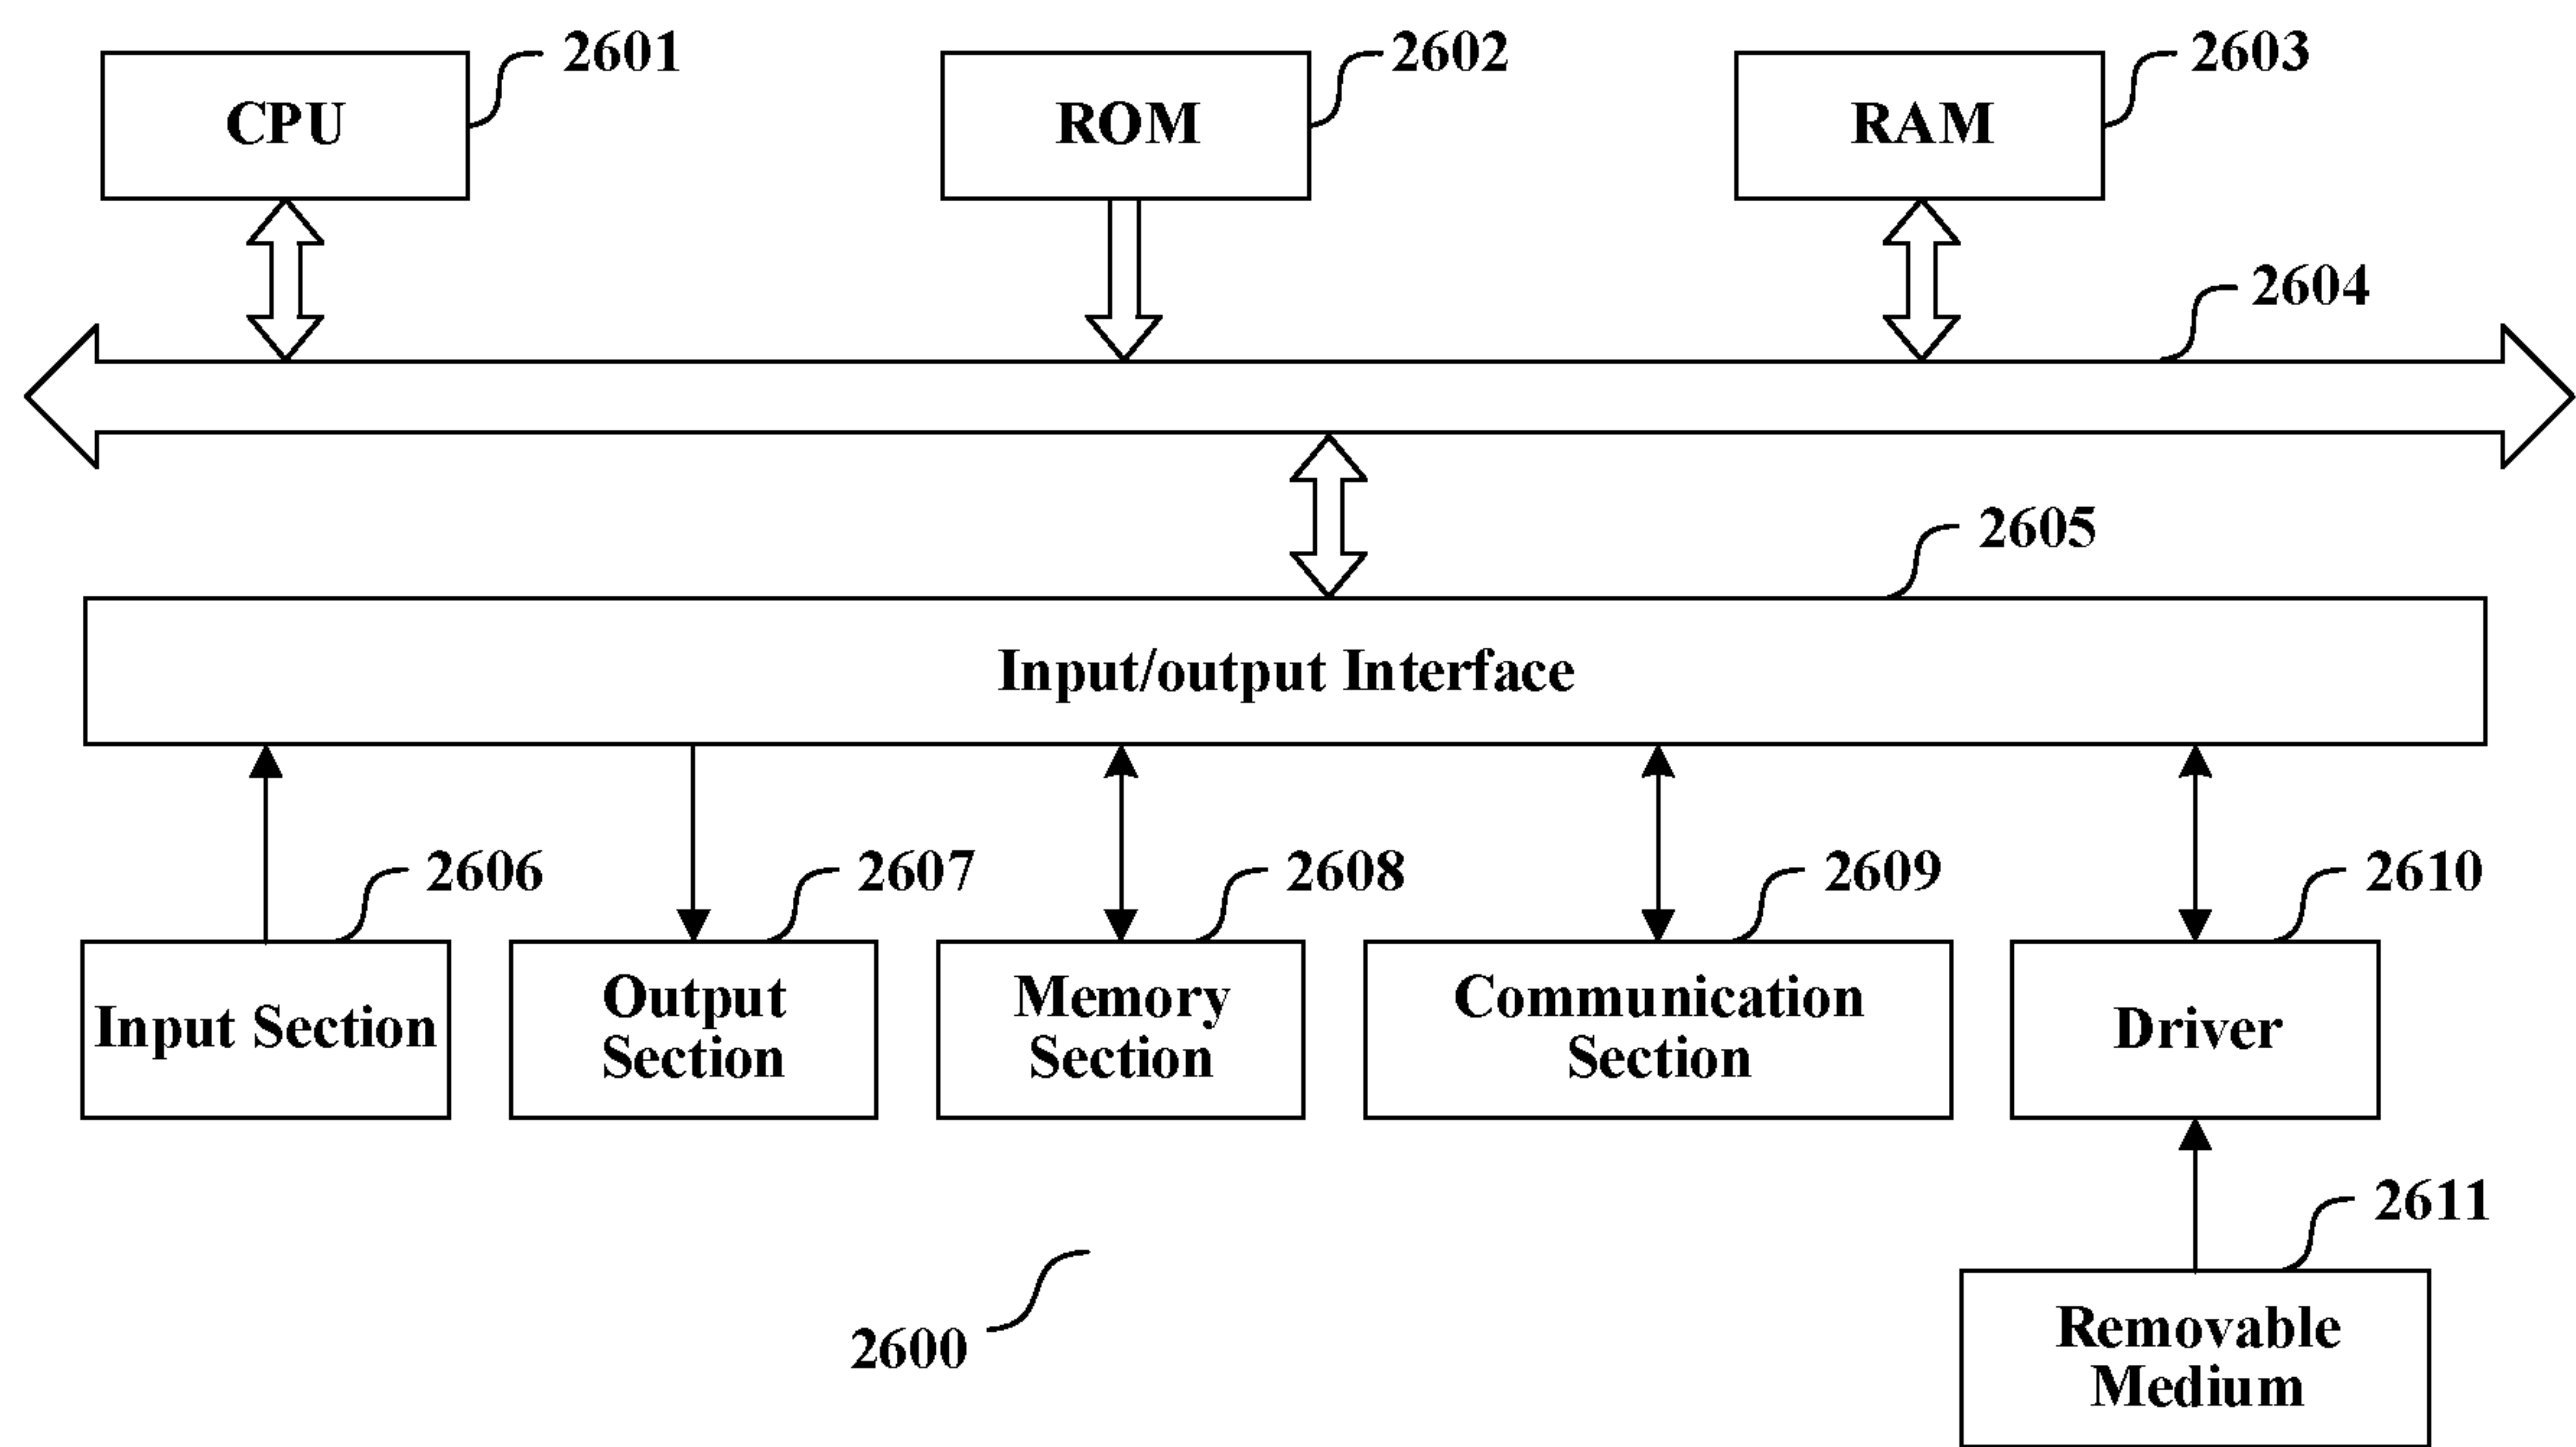 2601
2602
2603
CPU
ROM
RAM
2604
2605
Input/output Interface
2606
2607
2608
2609
2610
Input Section
Output
Section
Memory
Section
Communication
Section
Driver
2611
2600
Removable
Medium